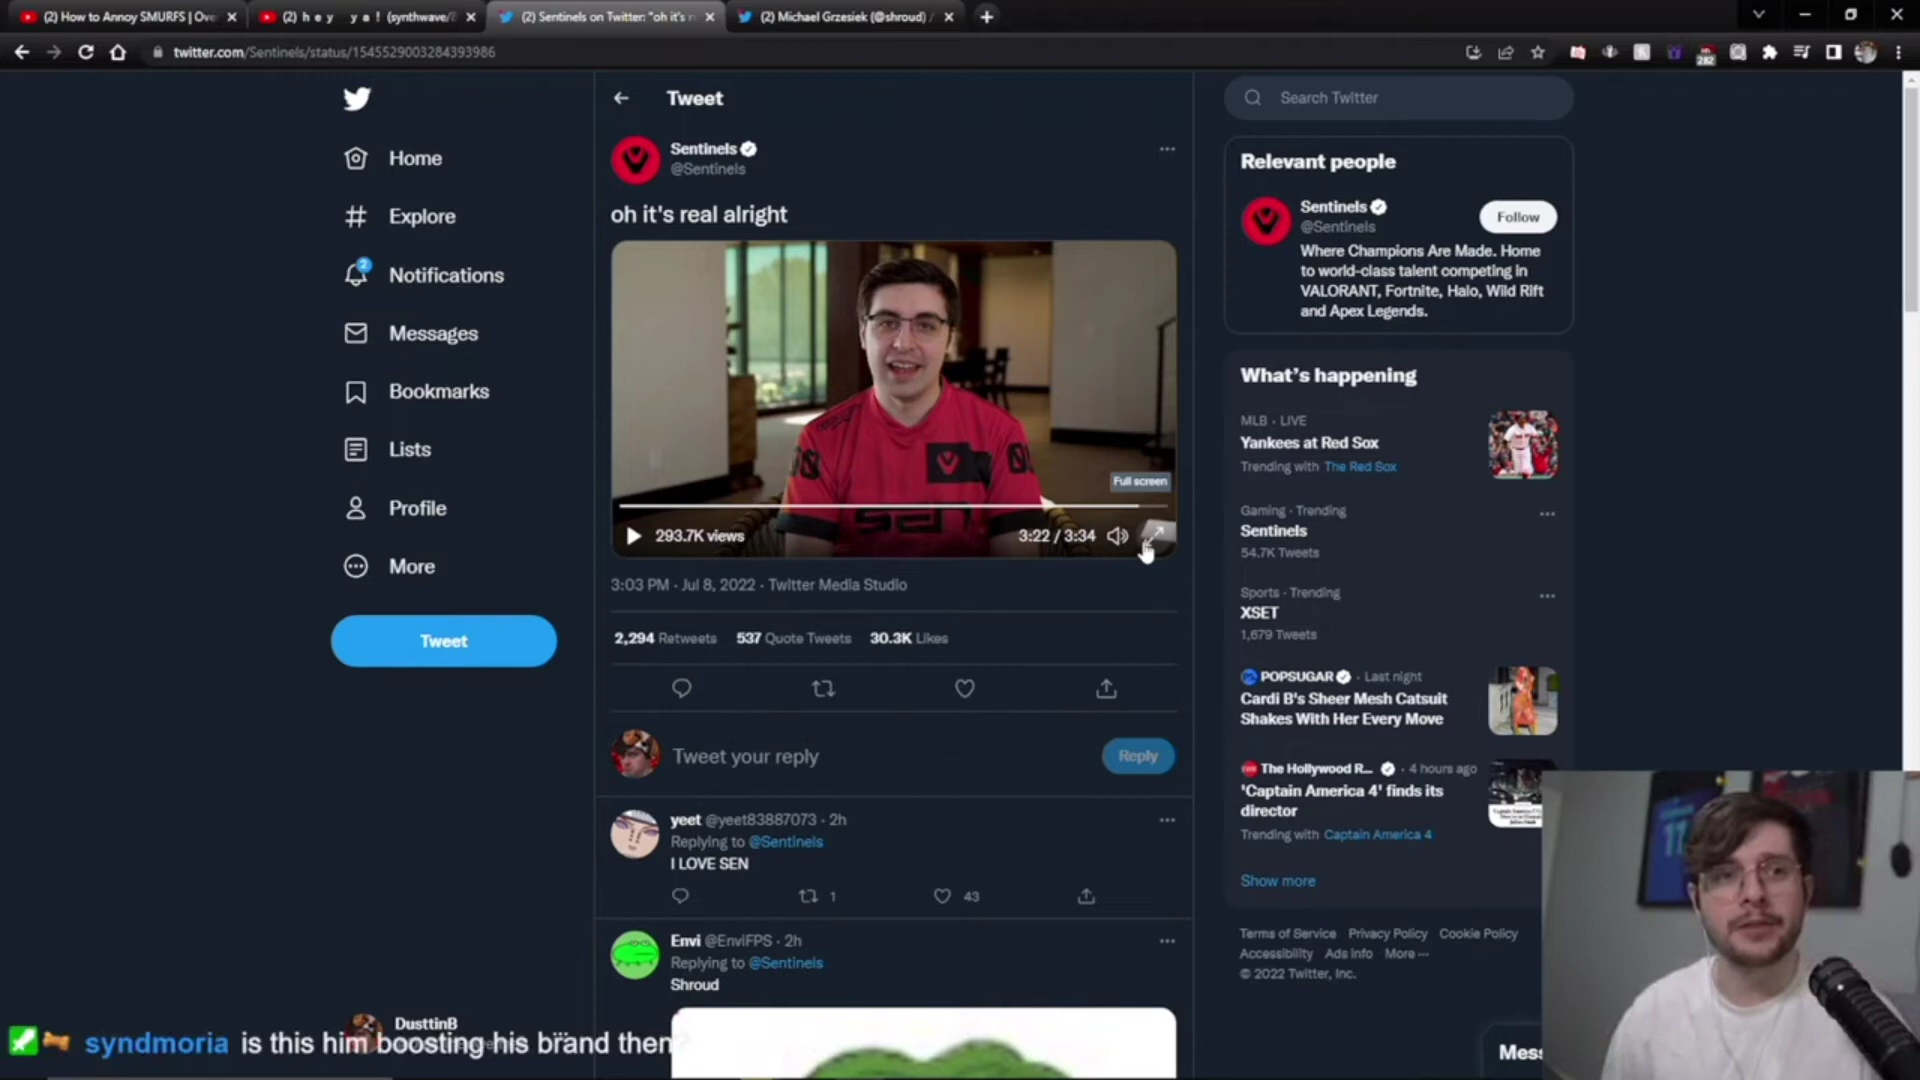 (2) How to Annoy SMURFS | Ov
(2) h e y   y a ! (synthwave/
(2) Sentinels on Twitter: "oh it's r
(2) Michael Grzesiek (@shroud) /
twitter.com/Sentinels/status/1545529003284393986
282
Home
Explore
2
Notifications
Messages
Bookmarks
Lists
Profile
More
Tweet
DusttinB
Tweet
Sentinels
@Sentinels
oh it's real alright
Full screen
293.7K views
3:22 / 3:34
3:03 PM · Jul 8, 2022 · Twitter Media Studio
2,294 Retweets 537 Quote Tweets 30.3K Likes
Tweet your reply
Reply
yeet @yeet83887073 · 2h
Replying to @Sentinels
I LOVE SEN
1
43
Envi @EnviFPS · 2h
Replying to @Sentinels
Shroud
Search Twitter
Relevant people
Sentinels
@Sentinels
Follow
Where Champions Are Made. Home
to world-class talent competing in
VALORANT, Fortnite, Halo, Wild Rift
and Apex Legends.
What's happening
MLB · LIVE
Yankees at Red Sox
Trending with The Red Sox
Gaming · Trending
Sentinels
54.7K Tweets
Sports · Trending
XSET
1,679 Tweets
POPSUGAR · Last night
Cardi B's Sheer Mesh Catsuit
Shakes With Her Every Move
The Hollywood R... · 4 hours ago
'Captain America 4' finds its
director
Trending with Captain America 4
Show more
Terms of Service Privacy Policy Cookie Policy
Accessibility Ads info More ···
© 2022 Twitter, Inc.
Mess
syndmoria is this him boosting his brand then?